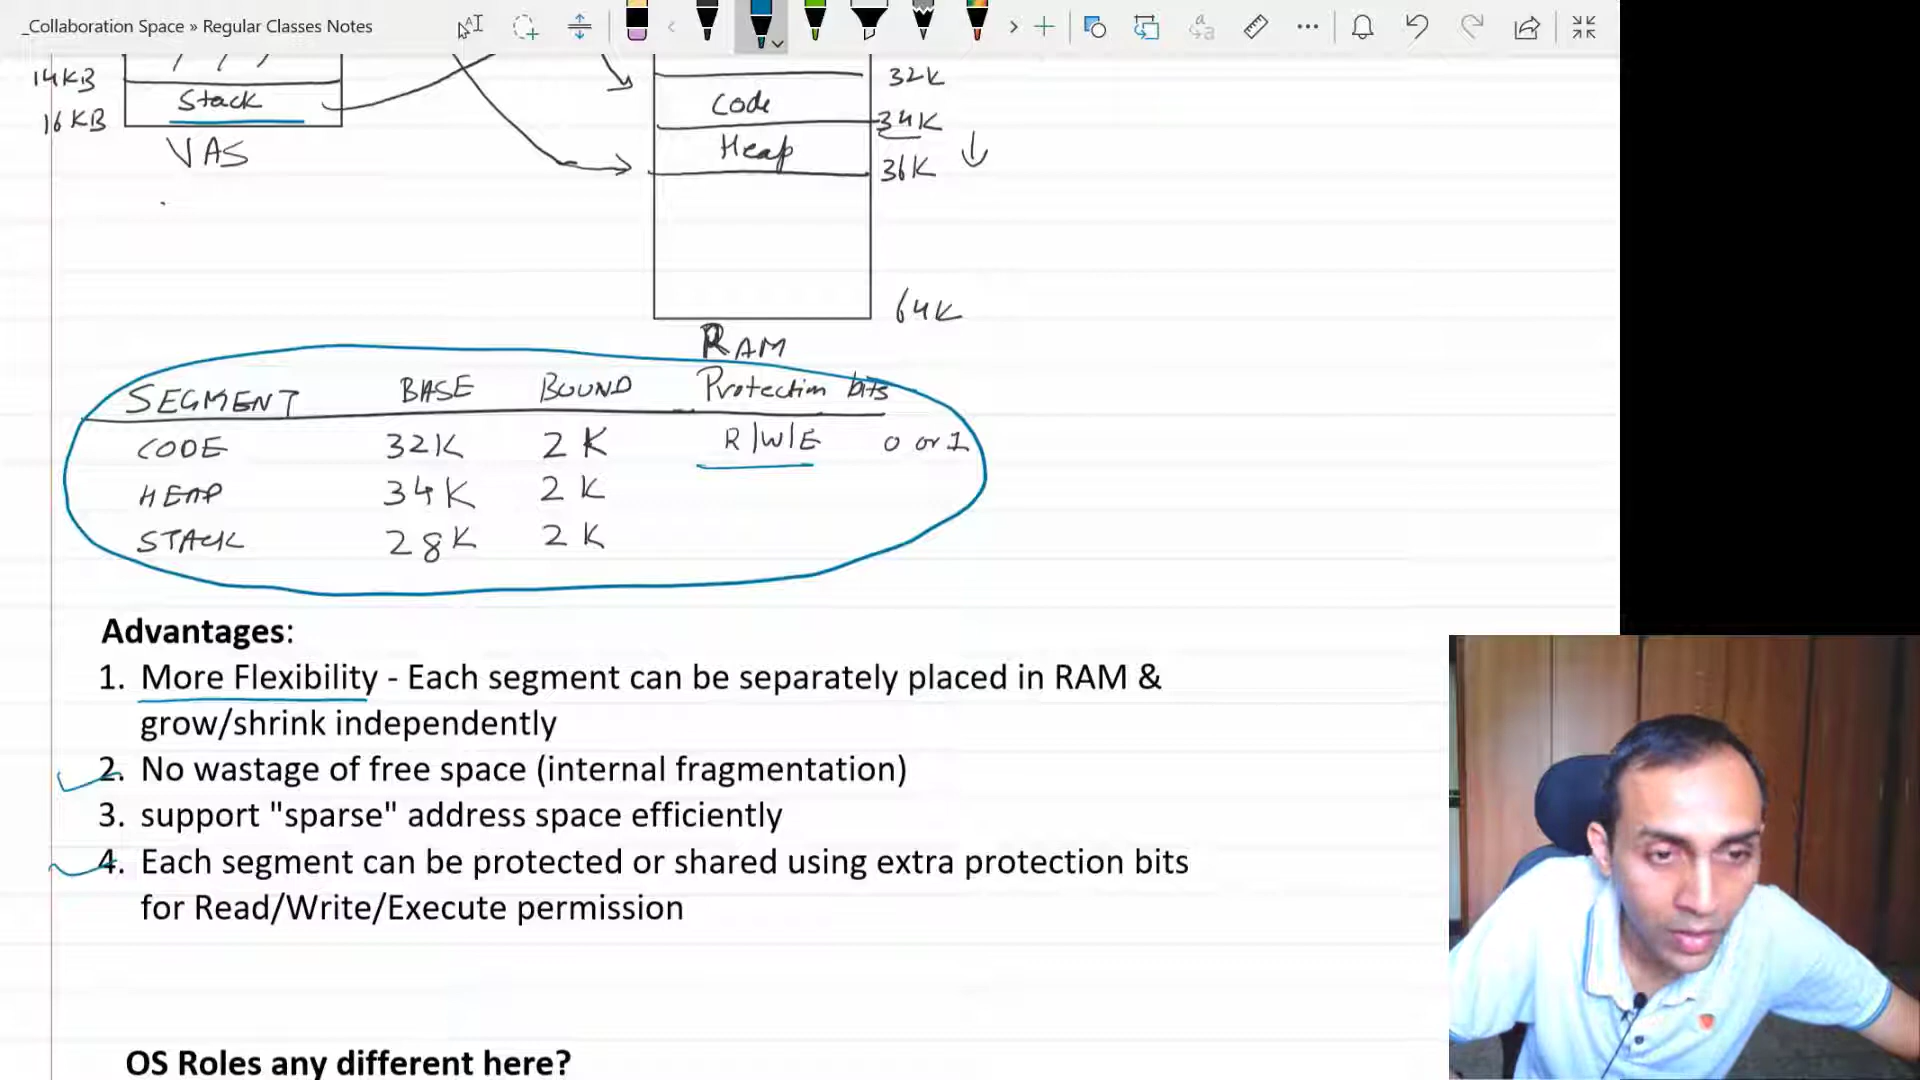 _Collaboration Space » Regular Classes Notes
14KB
Stack
16KB
VAS
32K
Code
34K
Heap
36K
64K
RAM
SEGMENT BASE BOUND Protection bits
CODE 32K 2K R/W/E 0 or 1
HEAP 34K 2K
STACK 28K 2K
Advantages:
1. More Flexibility - Each segment can be separately placed in RAM &
grow/shrink independently
2. No wastage of free space (internal fragmentation)
3. support "sparse" address space efficiently
4. Each segment can be protected or shared using extra protection bits
for Read/Write/Execute permission
OS Roles any different here?